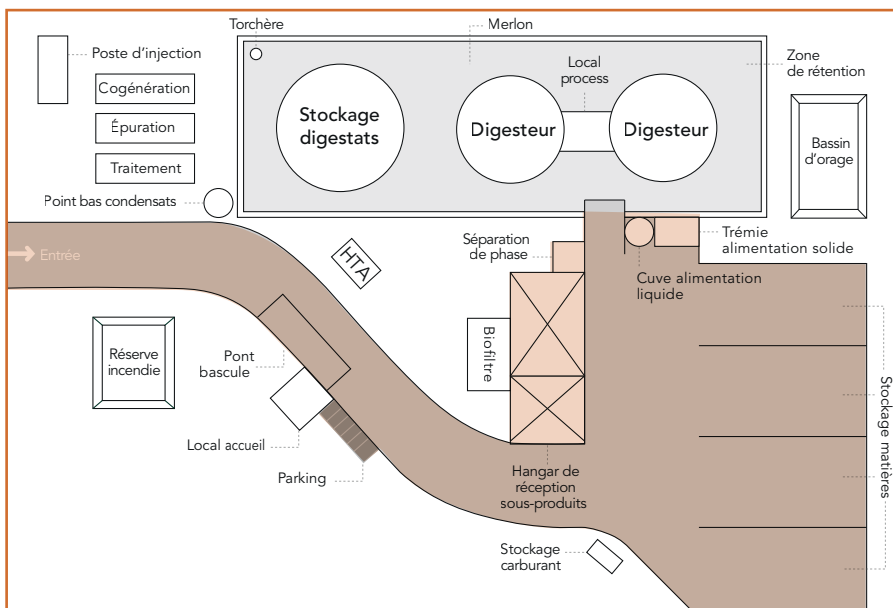 Torchère
Merlon
Poste d'injection
Local
process
Zone
de rétention
Cogénération
Stockage
digestats
Digesteur
Digesteur
Épuration
Bassin
d'orage
Traitement
Point bas condensats
Séparation
de phase
Trémie
alimentation solide
Entrée
HTA
Cuve alimentation
liquide
Biofiltre
Réserve
incendie
Pont
bascule
Stockage matières
Local accueil
Parking
Hangar de
réception
sous-produits
Stockage
carburant